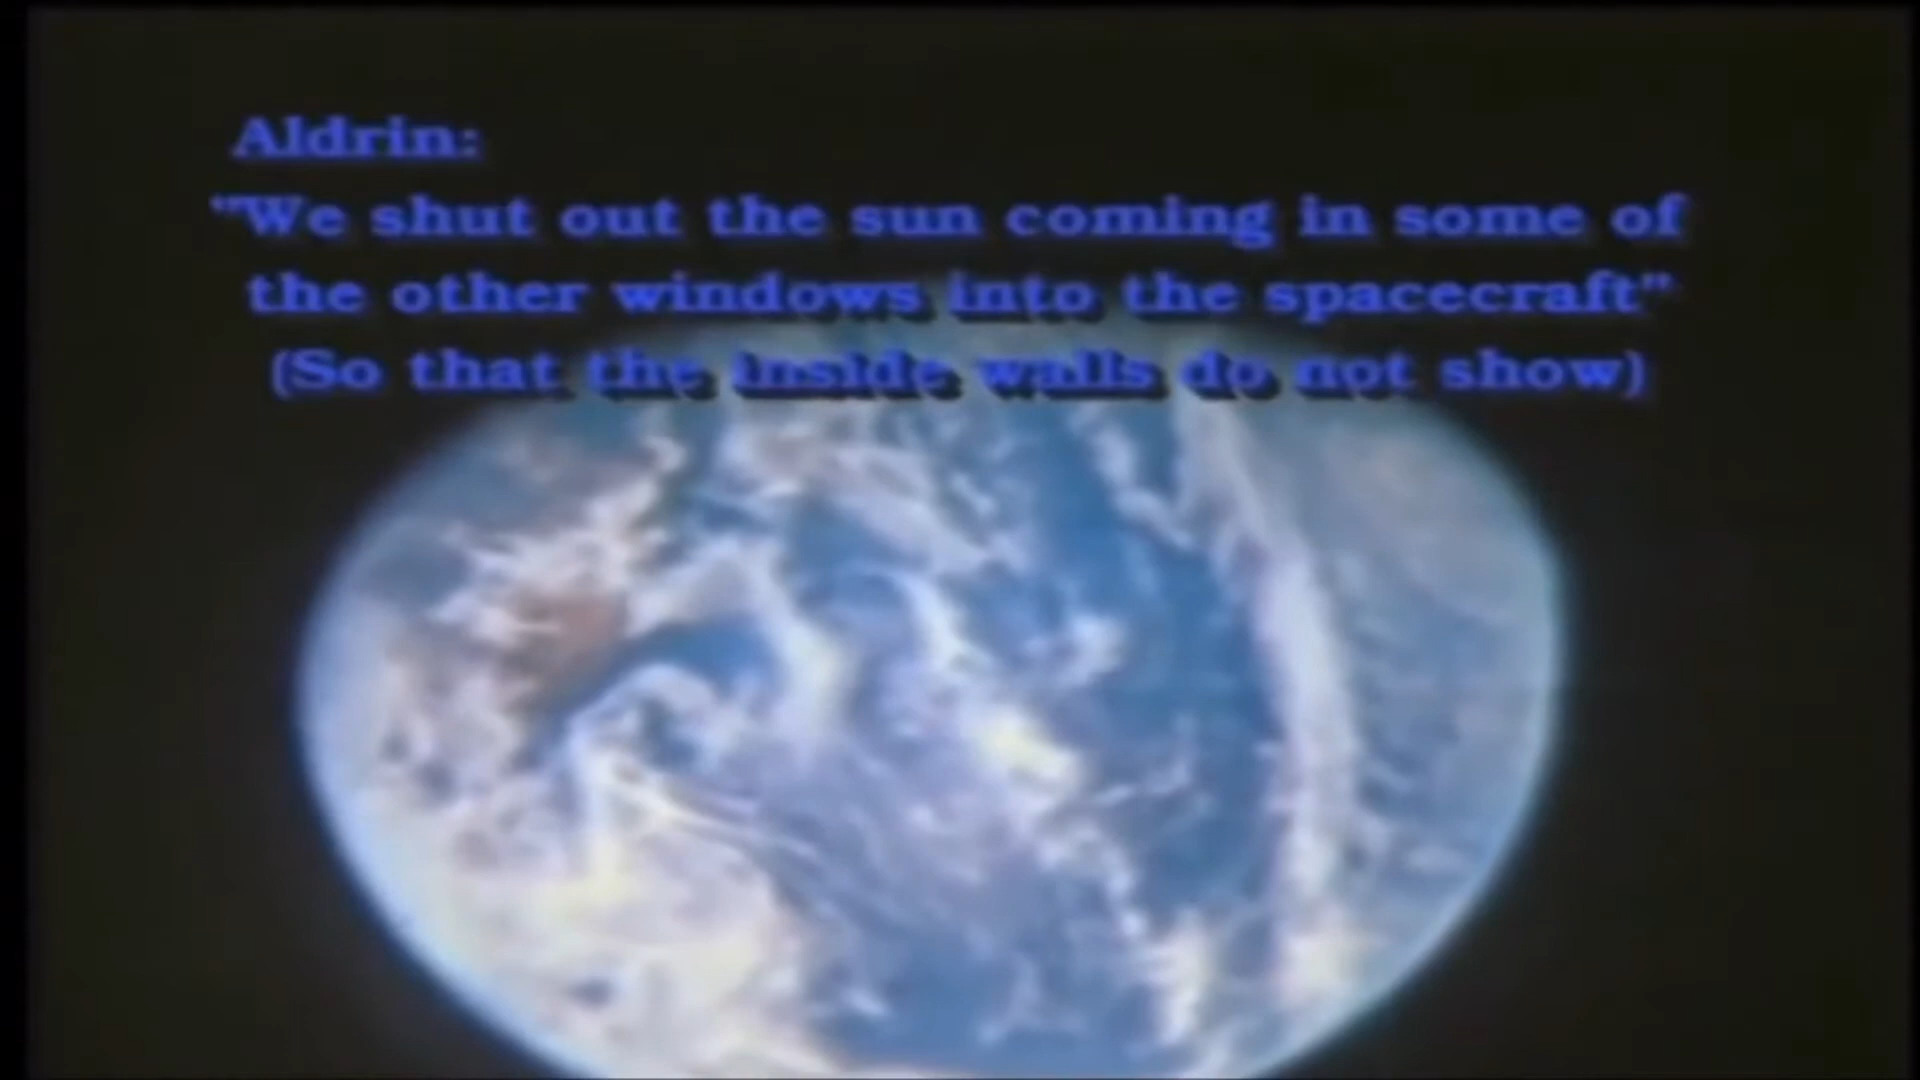 Aldrin:
"We shut out the sun coming in some of
the other windows into the spacecraft"
(So that the inside walls do not show)